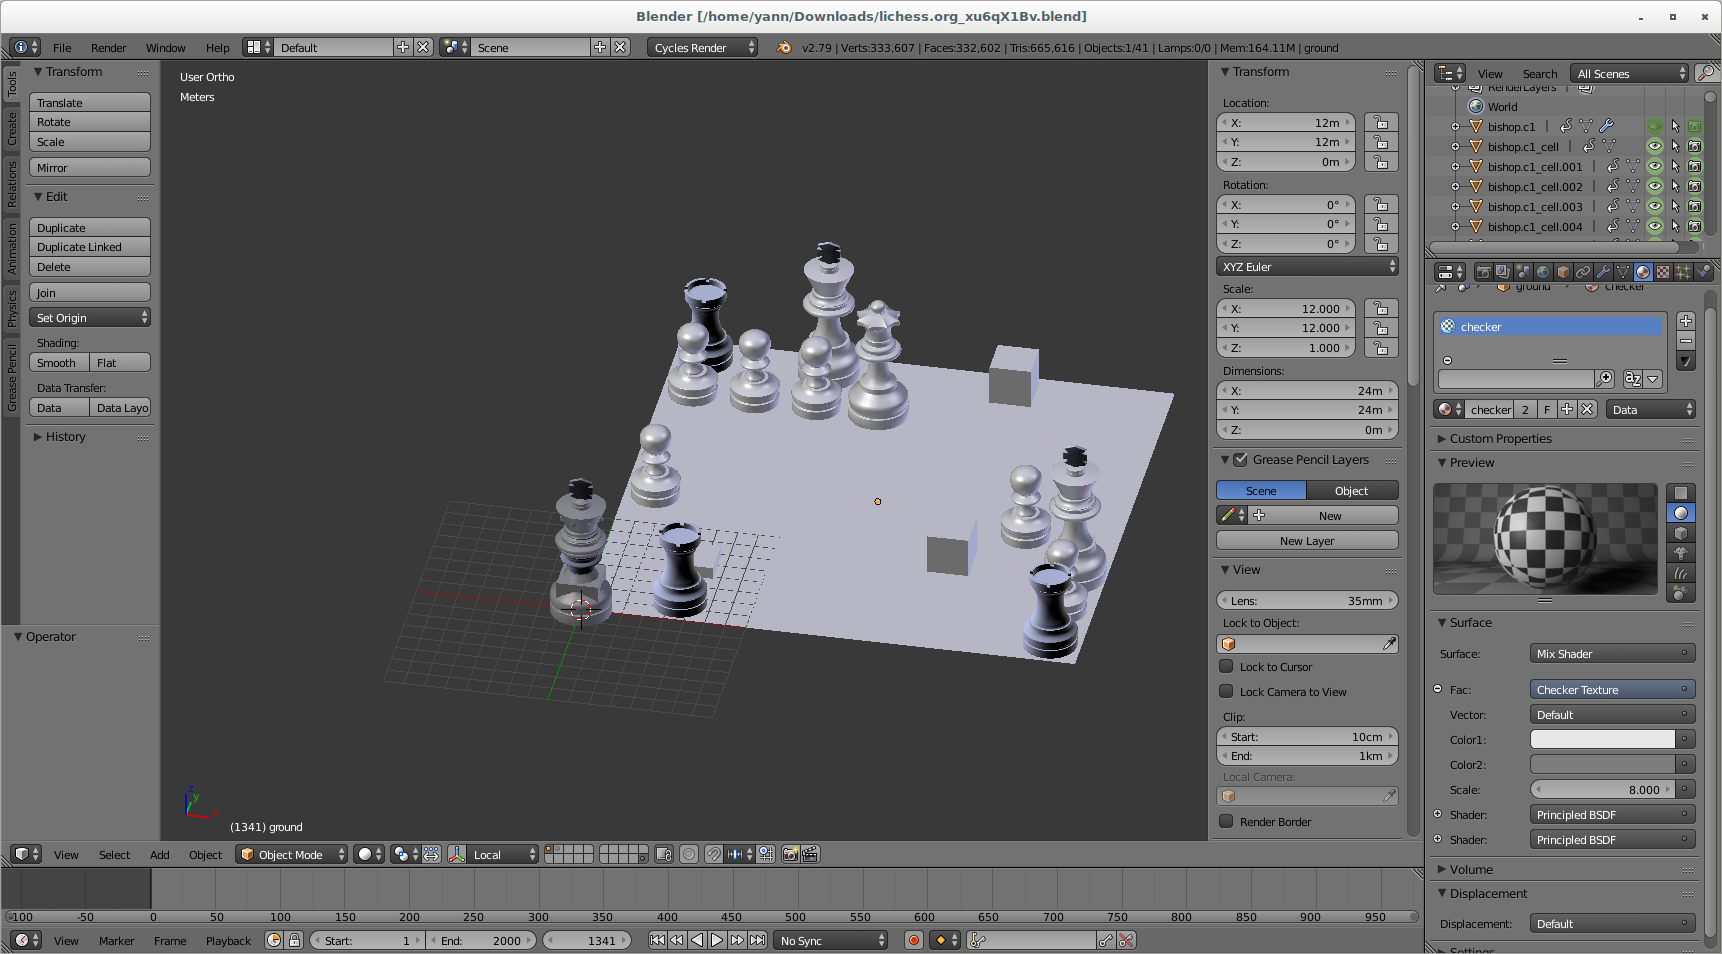 Blender [/home/yann/Downloads/lichess.org_xu6qX1Bv.blend]
File Render Window Help Default Scene Cycles Render v2.79 | Verts:333,607 | Faces:332,602 | Tris:665,616 | Objects:1/41 | Lamps:0/0 | Mem:164.11M | ground
Tools
Create
Relations
Animation
Physics
Grease Pencil
Transform
Translate
Rotate
Scale
Mirror
Edit
Duplicate
Duplicate Linked
Delete
Join
Set Origin
Shading:
Smooth Flat
Data Transfer:
Data Data Layo
History
Operator
User Ortho
Meters
z
y
x
(1341) ground
Transform
Location:
X: 12m
Y: 12m
Z: 0m
Rotation:
X: 0°
Y: 0°
Z: 0°
XYZ Euler
Scale:
X: 12.000
Y: 12.000
Z: 1.000
Dimensions:
X: 24m
Y: 24m
Z: 0m
Grease Pencil Layers
Scene Object
New
New Layer
View
Lens: 35mm
Lock to Object:
Lock to Cursor
Lock Camera to View
Clip:
Start: 10cm
End: 1km
Local Camera:
Render Border
View Search All Scenes
RenderLayers |
World
bishop.c1 |
bishop.c1_cell |
bishop.c1_cell.001 |
bishop.c1_cell.002 |
bishop.c1_cell.003 |
bishop.c1_cell.004 |
ground checker
checker
checker 2 F Data
Custom Properties
Preview
Surface
Surface: Mix Shader
Fac: Checker Texture
Vector: Default
Color1:
Color2:
Scale: 8.000
Shader: Principled BSDF
Shader: Principled BSDF
Volume
Displacement
Displacement: Default
Settings
View Select Add Object Object Mode Local
-100 -50 0 50 100 150 200 250 300 350 400 450 500 550 600 650 700 750 800 850 900 950
View Marker Frame Playback Start: 1 End: 2000 1341 No Sync